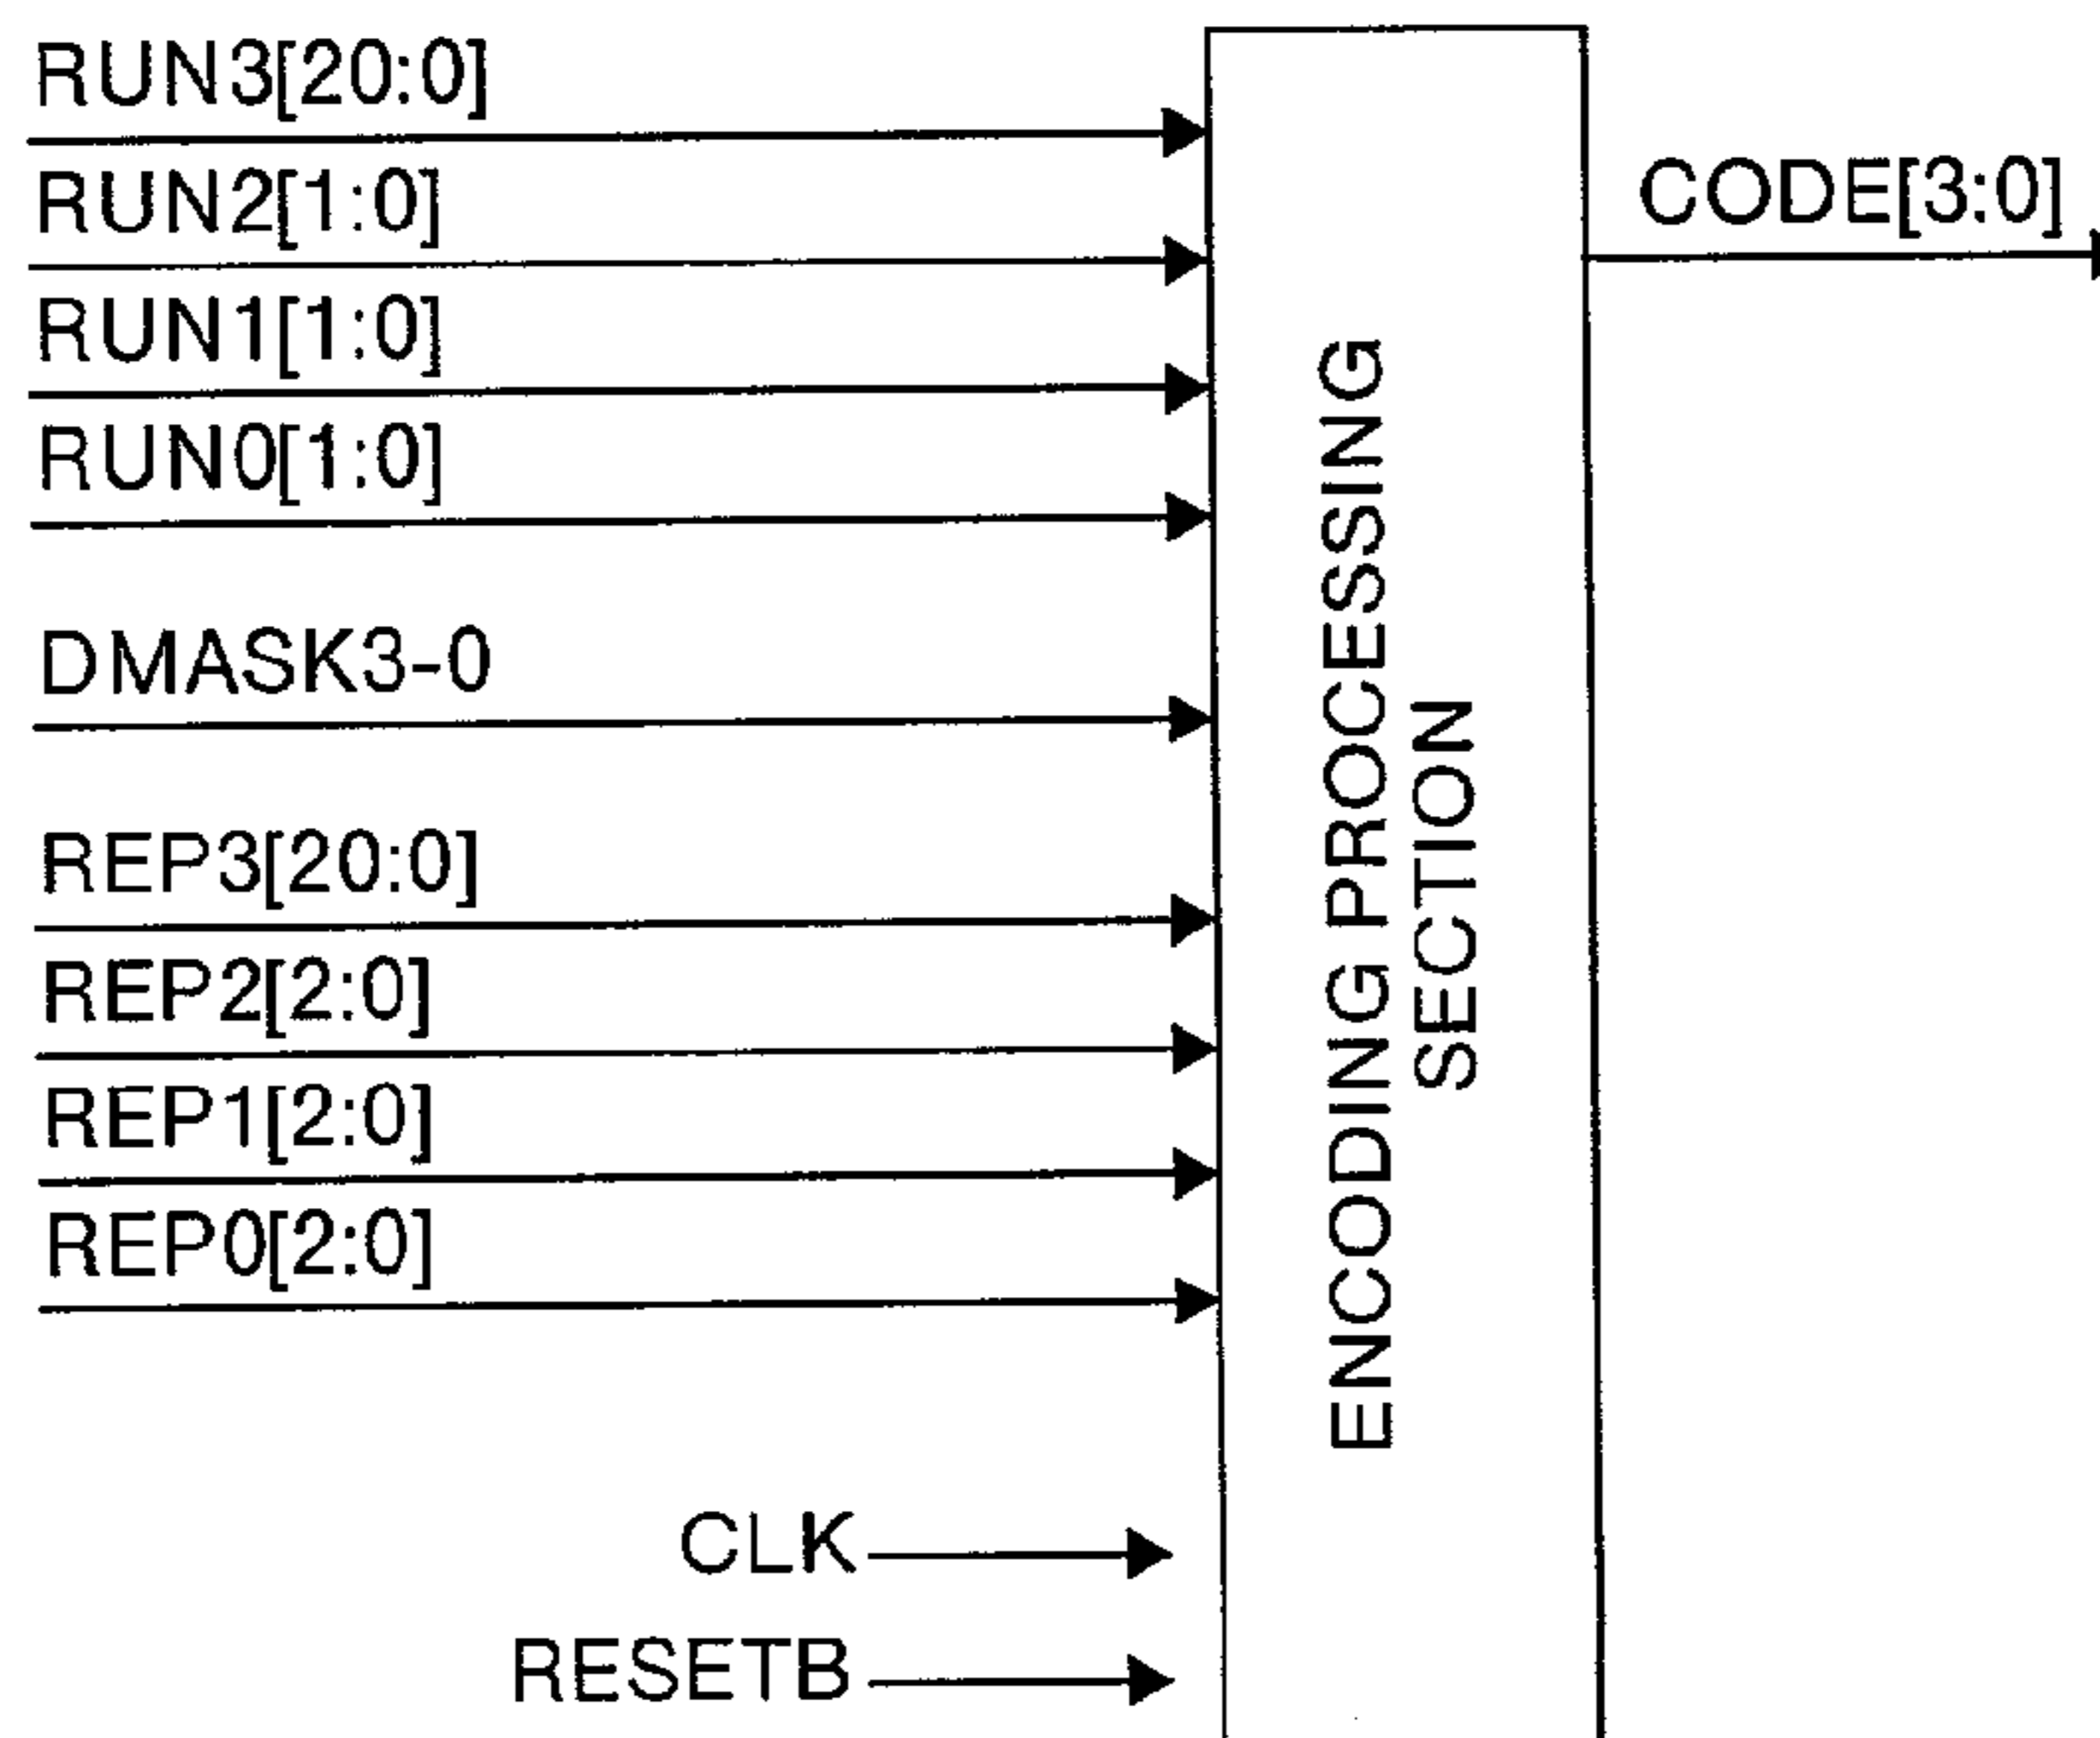 RUN3[20:0]
RUN2[1:0]
RUN1[1:0]
RUN0[1:0]
DMASK3-0
REP3[20:0]
REP2[2:0]
REP1[2:0]
REP0[2:0]
CLK
RESETB
ENCODING PROCESSING
SECTION
CODE[3:0]